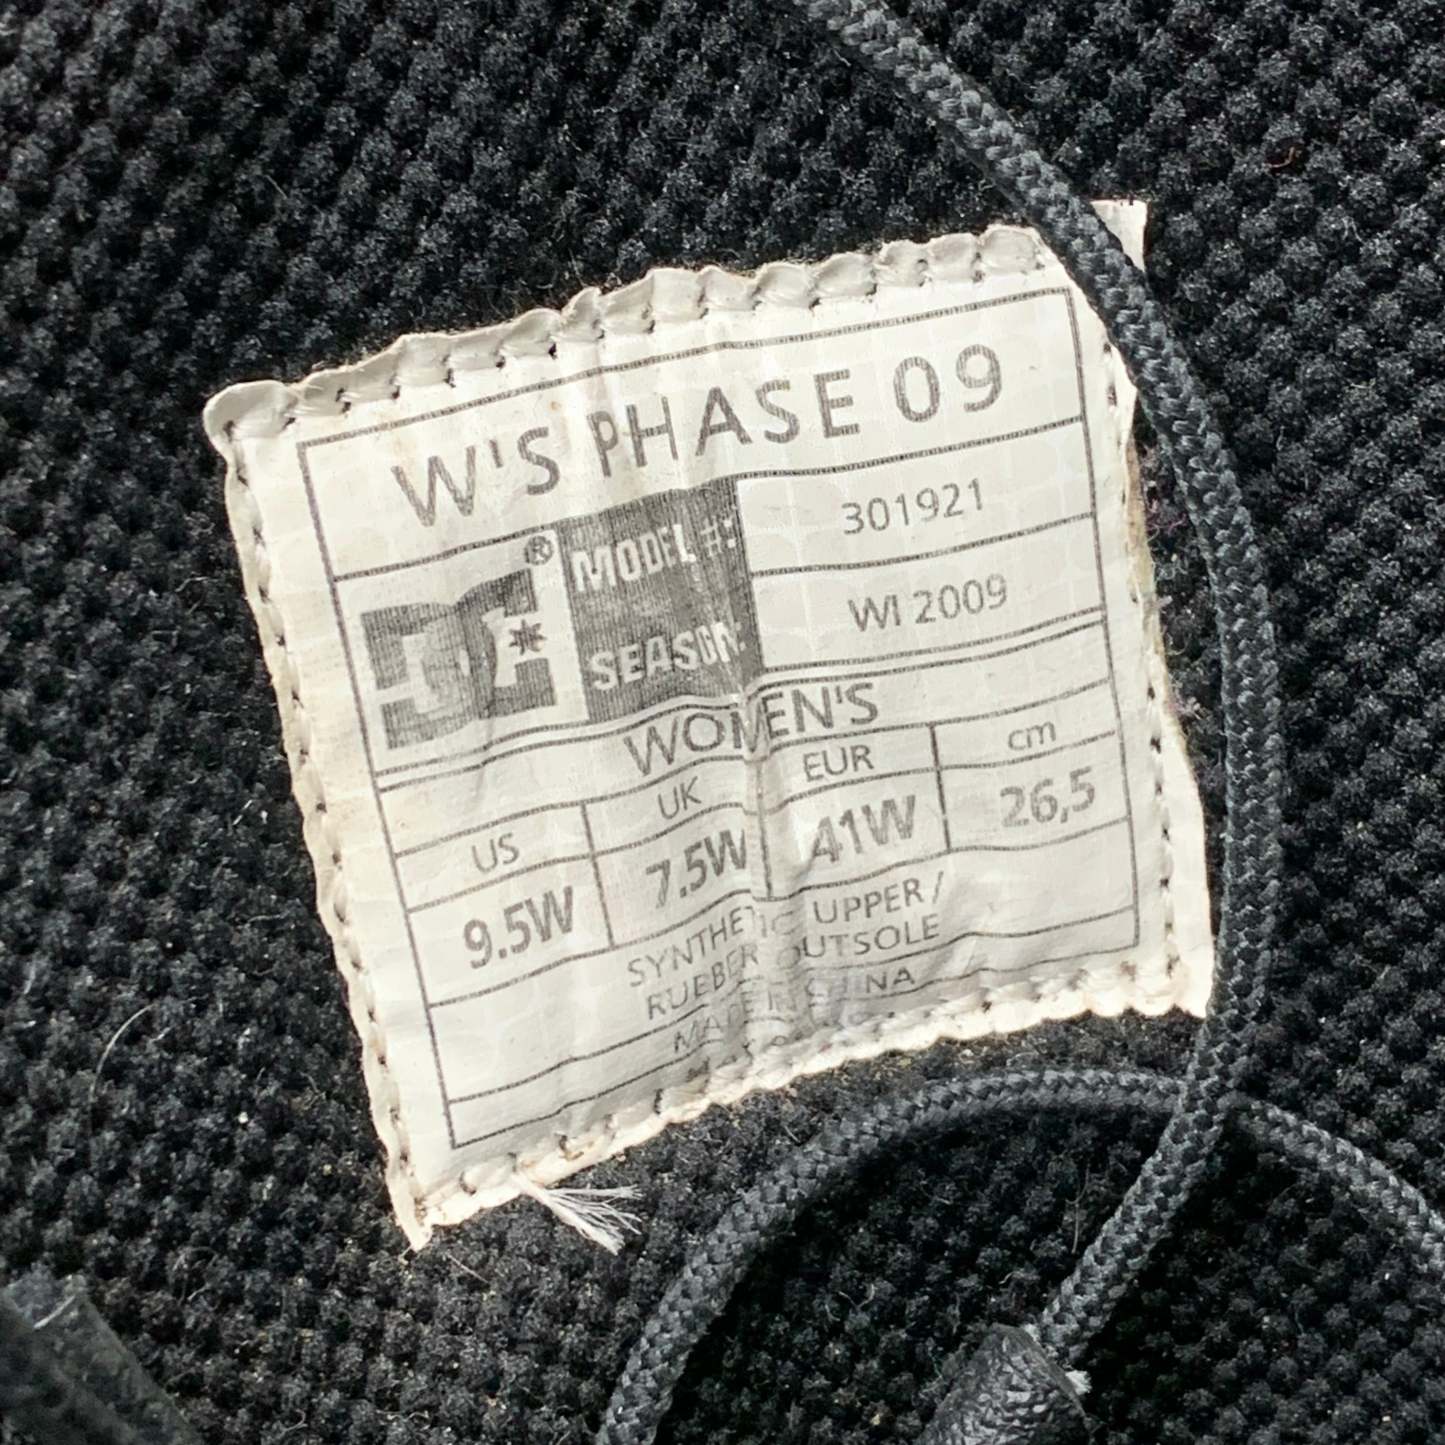 W'S PHASE 09
DC®
MODEL #: 301921
SEASON: WI 2009
WOMEN'S
US UK EUR cm
9.5W 7.5W 41W 26,5
SYNTHETIC UPPER /
RUBBER OUTSOLE
MADE IN CHINA